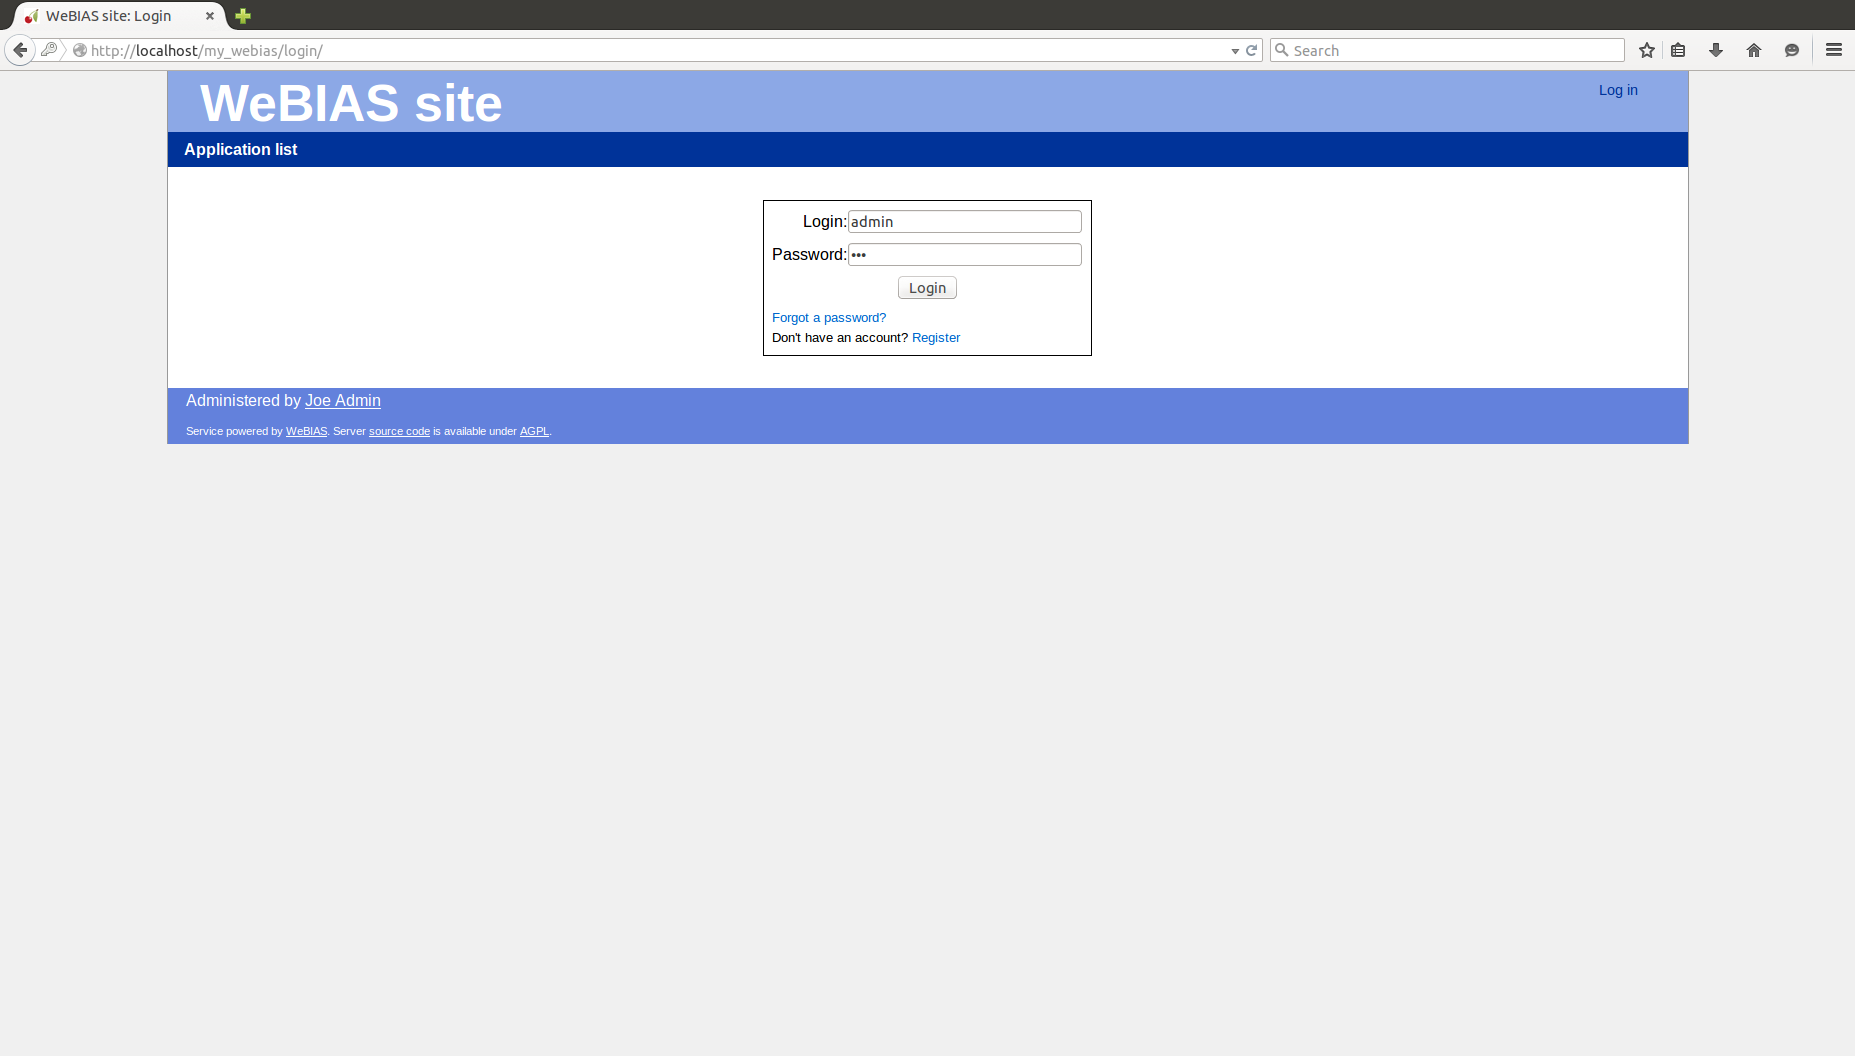 WeBIAS site: Login
http://localhost/my_webias/login/
Search
WeBIAS site
Log in
Application list
Login: admin
Password: •••
Login
Forgot a password?
Don't have an account? Register
Administered by Joe Admin
Service powered by WeBIAS. Server source code is available under AGPL.